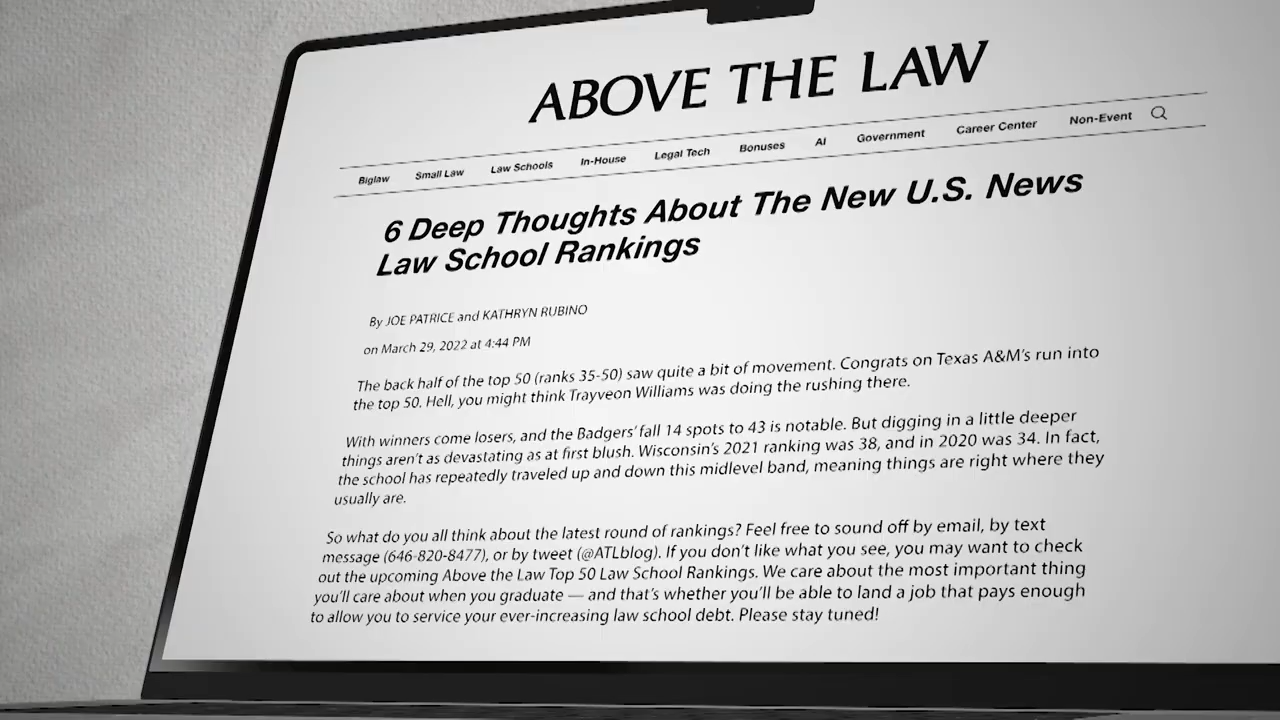 ABOVE THE LAW
Biglaw Small Law Law Schools In-House Legal Tech Bonuses AI Government Career Center Non-Event
6 Deep Thoughts About The New U.S. News
Law School Rankings
By JOE PATRICE and KATHRYN RUBINO
on March 29, 2022 at 4:44 PM
The back half of the top 50 (ranks 35-50) saw quite a bit of movement. Congrats on Texas A&M's run into
the top 50. Hell, you might think Trayveon Williams was doing the rushing there.
With winners come losers, and the Badgers' fall 14 spots to 43 is notable. But digging in a little deeper
things aren't as devastating as at first blush. Wisconsin's 2021 ranking was 38, and in 2020 was 34. In fact,
the school has repeatedly traveled up and down this midlevel band, meaning things are right where they
usually are.
So what do you all think about the latest round of rankings? Feel free to sound off by email, by text
message (646-820-8477), or by tweet (@ATLblog). If you don't like what you see, you may want to check
out the upcoming Above the Law Top 50 Law School Rankings. We care about the most important thing
you'll care about when you graduate — and that's whether you'll be able to land a job that pays enough
to allow you to service your ever-increasing law school debt. Please stay tuned!